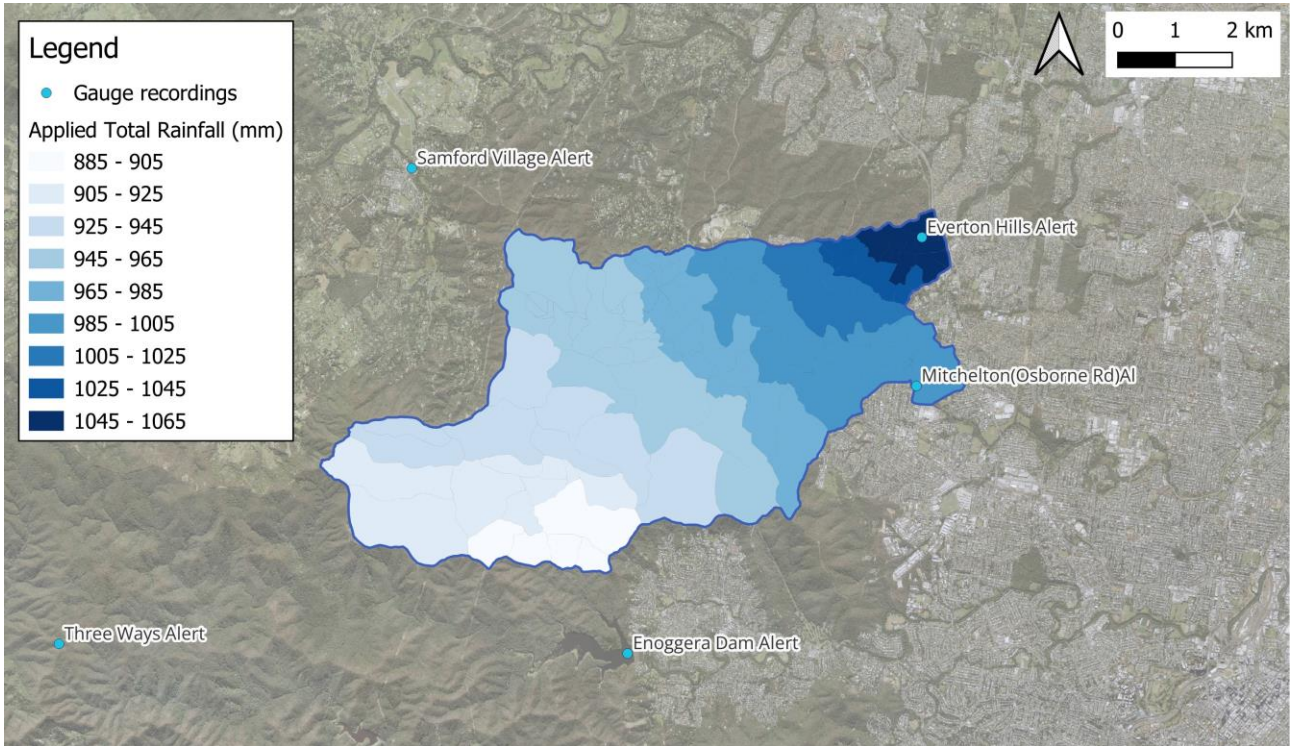 Legend
Gauge recordings
Applied Total Rainfall (mm)
885 - 905
905 - 925
925 - 945
945 - 965
965 - 985
985 - 1005
1005 - 1025
1025 - 1045
1045 - 1065
0 1 2 km
Samford Village Alert
Everton Hills Alert
Mitchelton(Osborne Rd)Al
Three Ways Alert
Enoggera Dam Alert